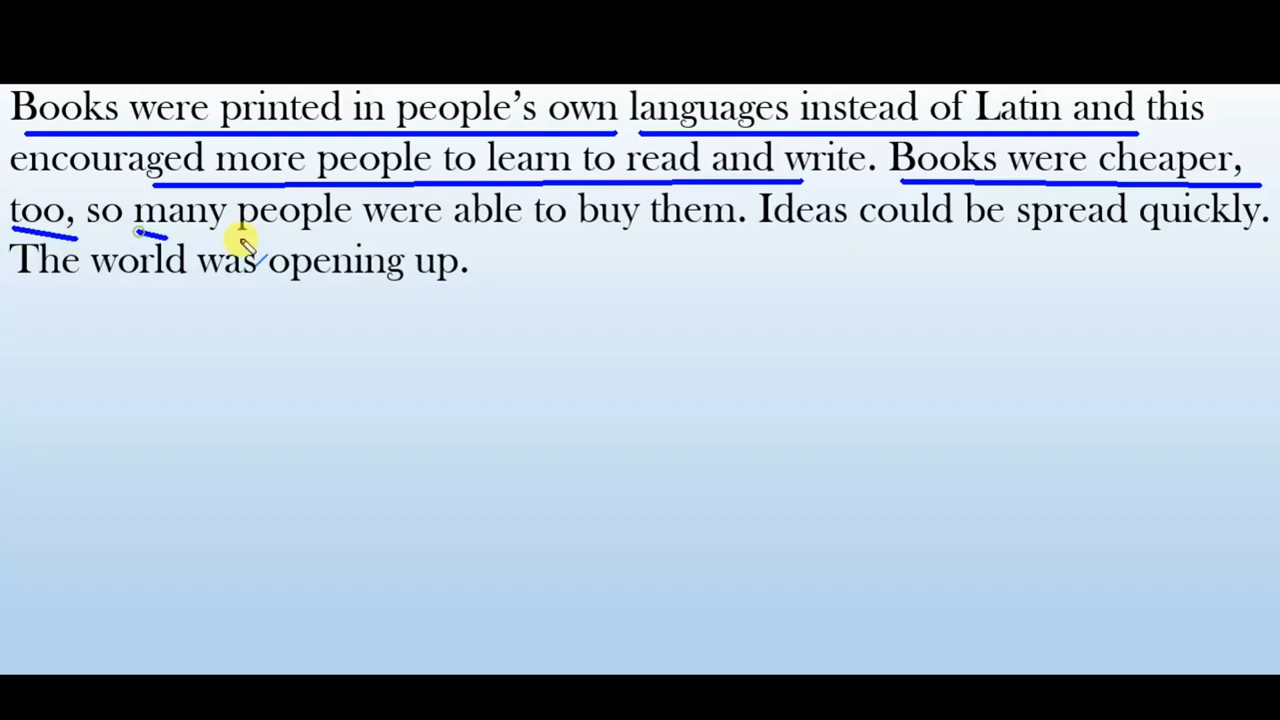 Books were printed in people’s own languages instead of Latin and this
encouraged more people to learn to read and write. Books were cheaper,
too, so many people were able to buy them. Ideas could be spread quickly.
The world was opening up.